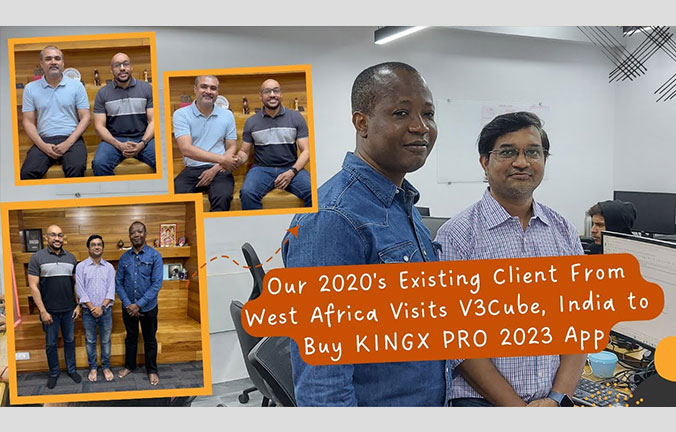 Our 2020's Existing Client From
West Africa Visits V3Cube, India to
Buy KINGX PRO 2023 App